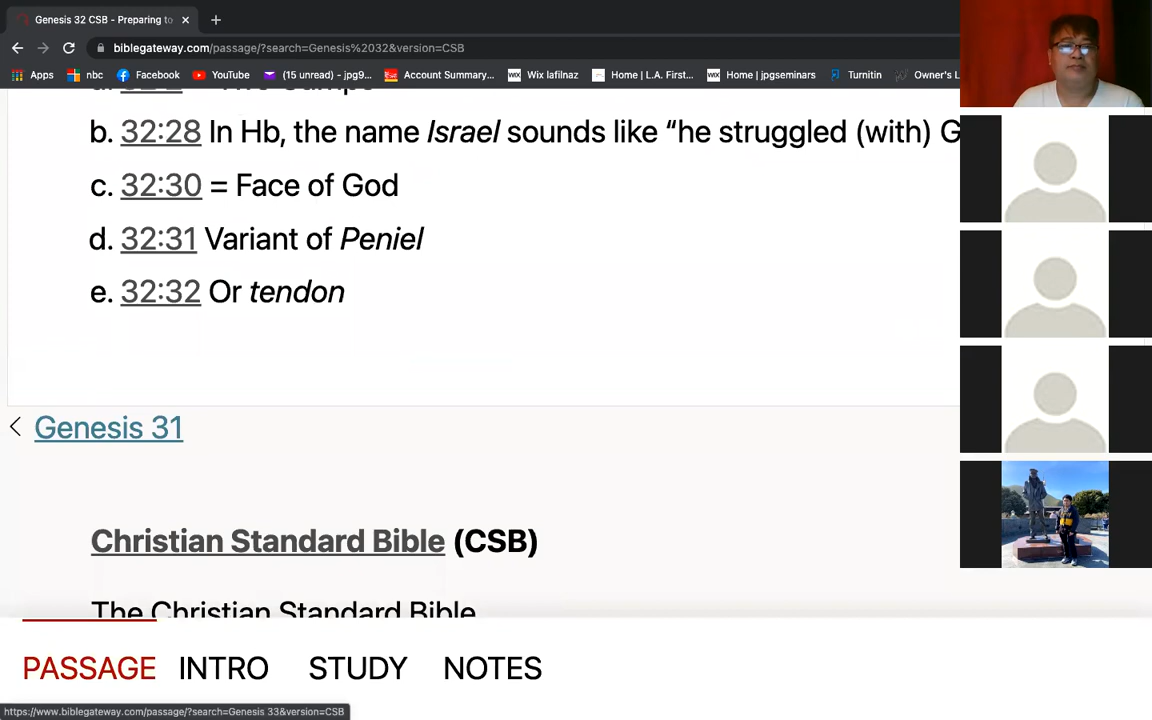 Genesis 32 CSB - Preparing to
biblegateway.com/passage/?search=Genesis%2032&version=CSB
Apps nbc Facebook YouTube (15 unread) - jpg9... Account Summary... Wix lafilnaz Home | L.A. First... Home | jpgseminars Turnitin Owner's L
b. 32:28 In Hb, the name Israel sounds like “he struggled (with) G
c. 32:30 = Face of God
d. 32:31 Variant of Peniel
e. 32:32 Or tendon
Genesis 31
Christian Standard Bible (CSB)
The Christian Standard Bible
PASSAGE INTRO STUDY NOTES
https://www.biblegateway.com/passage/?search=Genesis 33&version=CSB